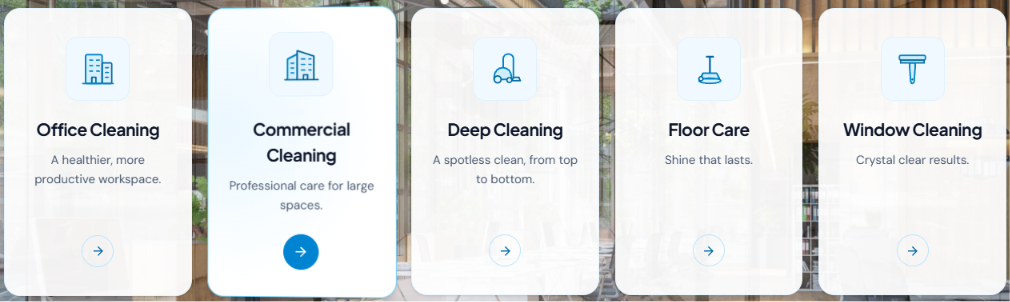 Office Cleaning
A healthier, more
productive workspace.
Commercial
Cleaning
Professional care for large
spaces.
Deep Cleaning
A spotless clean, from top
to bottom.
Floor Care
Shine that lasts.
Window Cleaning
Crystal clear results.